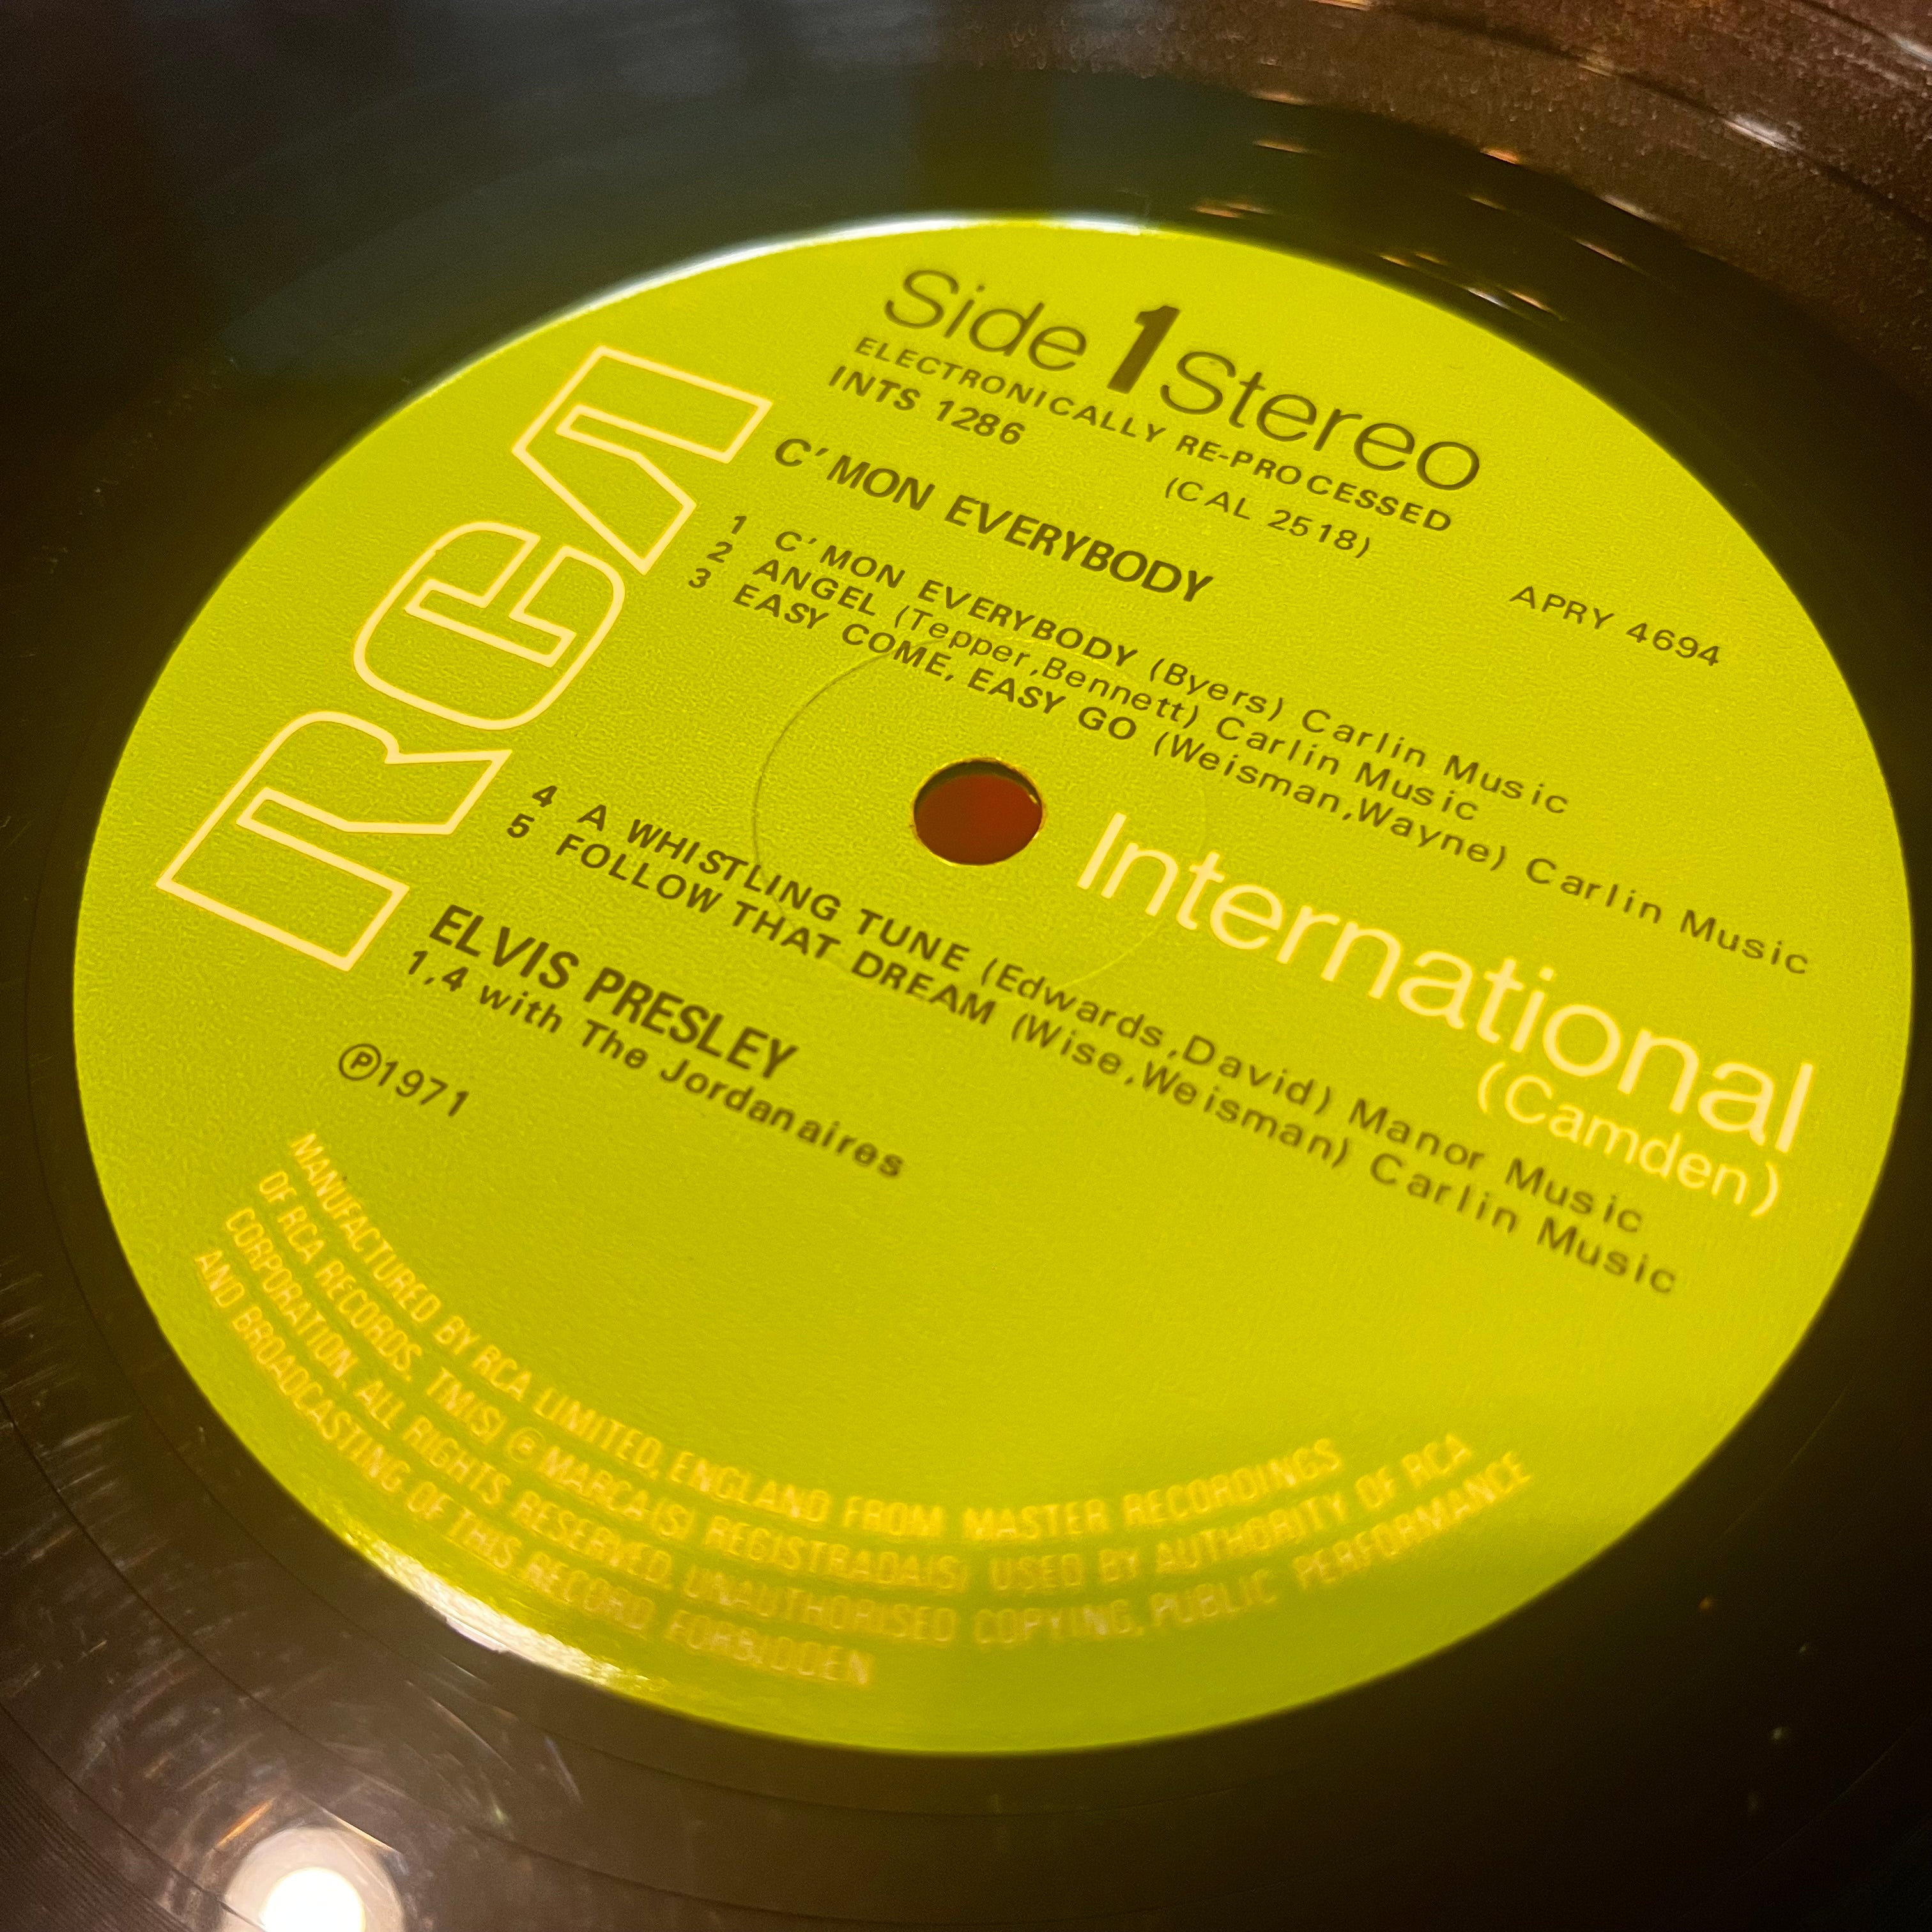 RCA
Side 1 Stereo
ELECTRONICALLY RE-PROCESSED
INTS 1286
(CAL 2518)
C'MON EVERYBODY
APRY 4694
1 C'MON EVERYBODY (Byers) Carlin Music
2 ANGEL (Tepper,Bennett) Carlin Music
3 EASY COME, EASY GO (Weisman,Wayne) Carlin Music
International
(Camden)
4 A WHISTLING TUNE (Edwards,David) Manor Music
5 FOLLOW THAT DREAM (Wise,Weisman) Carlin Music
ELVIS PRESLEY
1,4 with The Jordanaires
℗1971
MANUFACTURED BY RCA LIMITED, ENGLAND FROM MASTER RECORDINGS
OF RCA RECORDS. TM(S) ® MARCA(S) REGISTRADA(S) USED BY AUTHORITY OF RCA
CORPORATION. ALL RIGHTS RESERVED. UNAUTHORISED COPYING, PUBLIC PERFORMANCE
AND BROADCASTING OF THIS RECORD FORBIDDEN